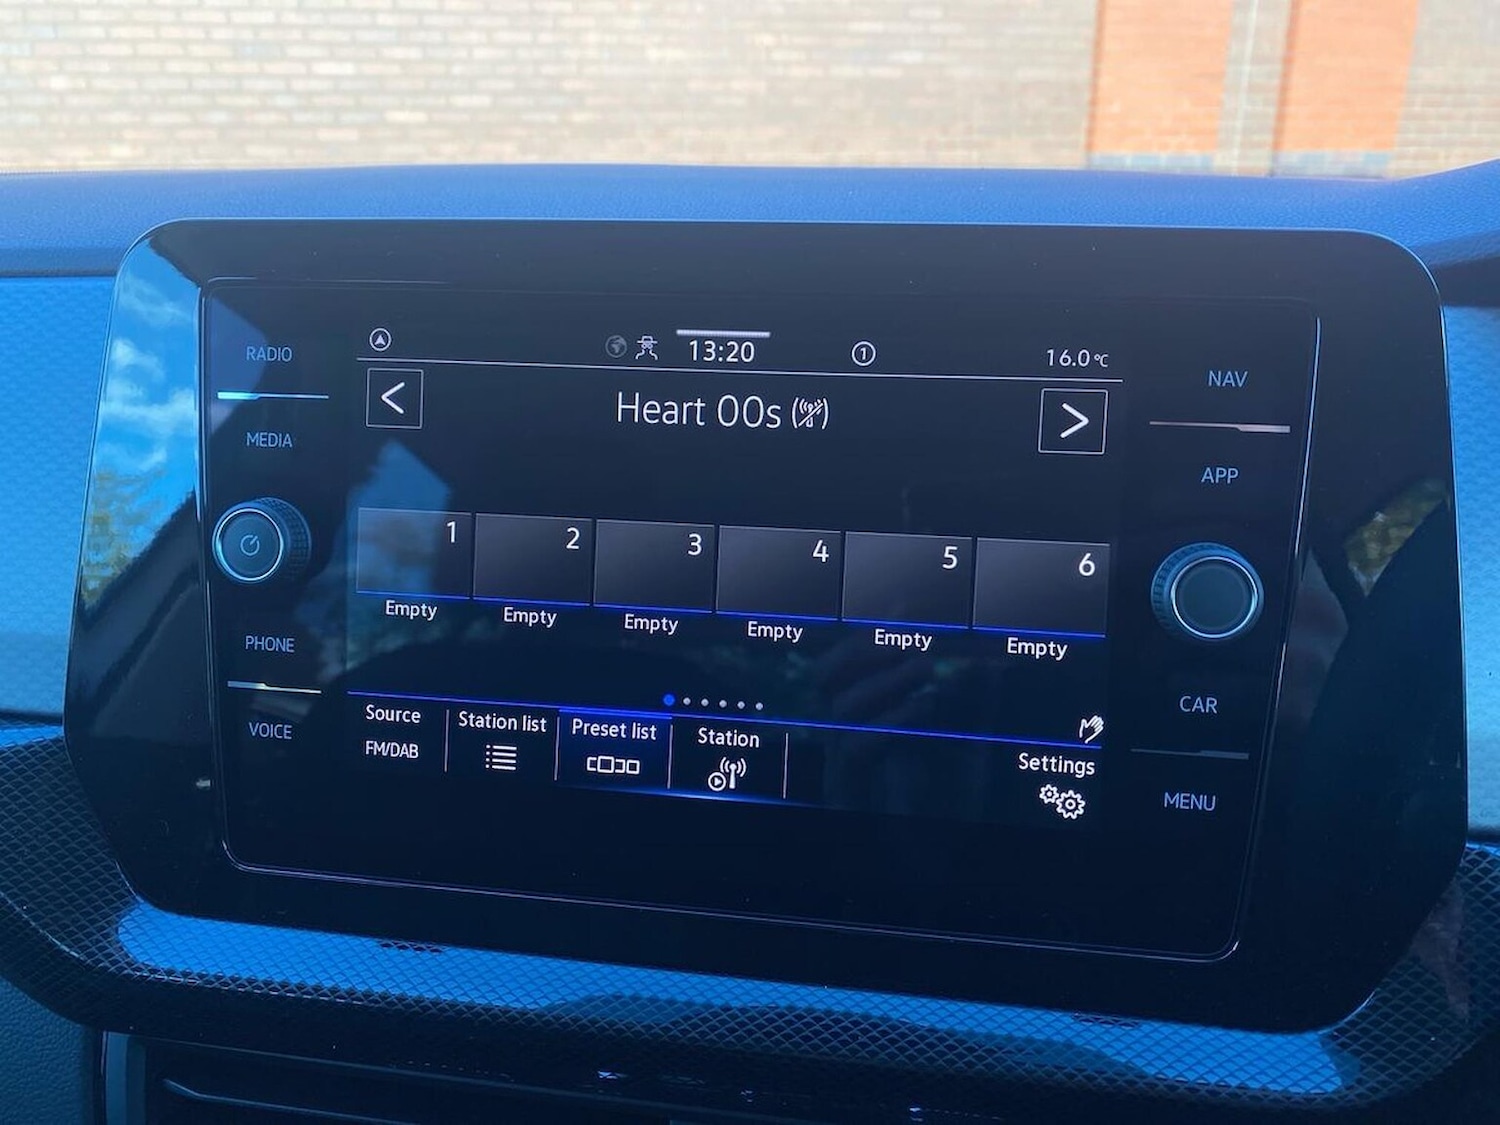 RADIO
MEDIA
PHONE
VOICE
13:20
1
16.0 °C
Heart 00s
1
2
3
4
5
6
Empty
Empty
Empty
Empty
Empty
Empty
Source
FM/DAB
Station list
Preset list
Station
Settings
NAV
APP
CAR
MENU